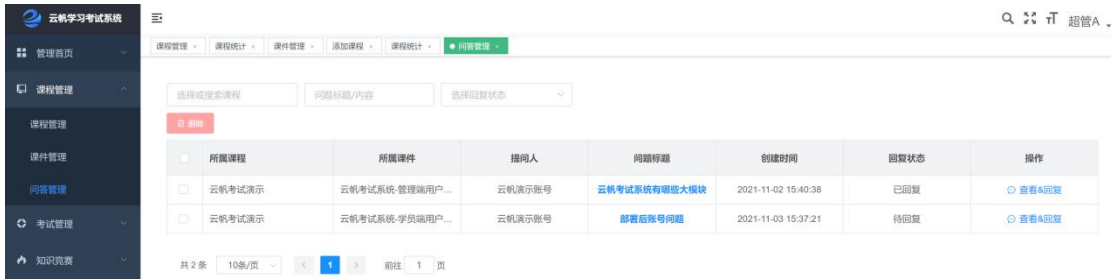 云帆学习考试系统
超管A
管理首页
课程管理
课程管理
课件管理
问答管理
考试管理
知识竞赛
课程管理 × 课程统计 × 课件管理 × 添加课程 × 课程统计 × 问答管理 ×
选择或搜索课程 问题标题/内容 选择回复状态
删除
所属课程 所属课件 提问人 问题标题 创建时间 回复状态 操作
云帆考试演示 云帆考试系统-管理端用户... 云帆演示账号 云帆考试系统有哪些大模块 2021-11-02 15:40:38 已回复 查看&回复
云帆考试演示 云帆考试系统-学员端用户... 云帆演示账号 部署后账号问题 2021-11-03 15:37:21 待回复 查看&回复
共 2 条 10条/页 < 1 > 前往 1 页